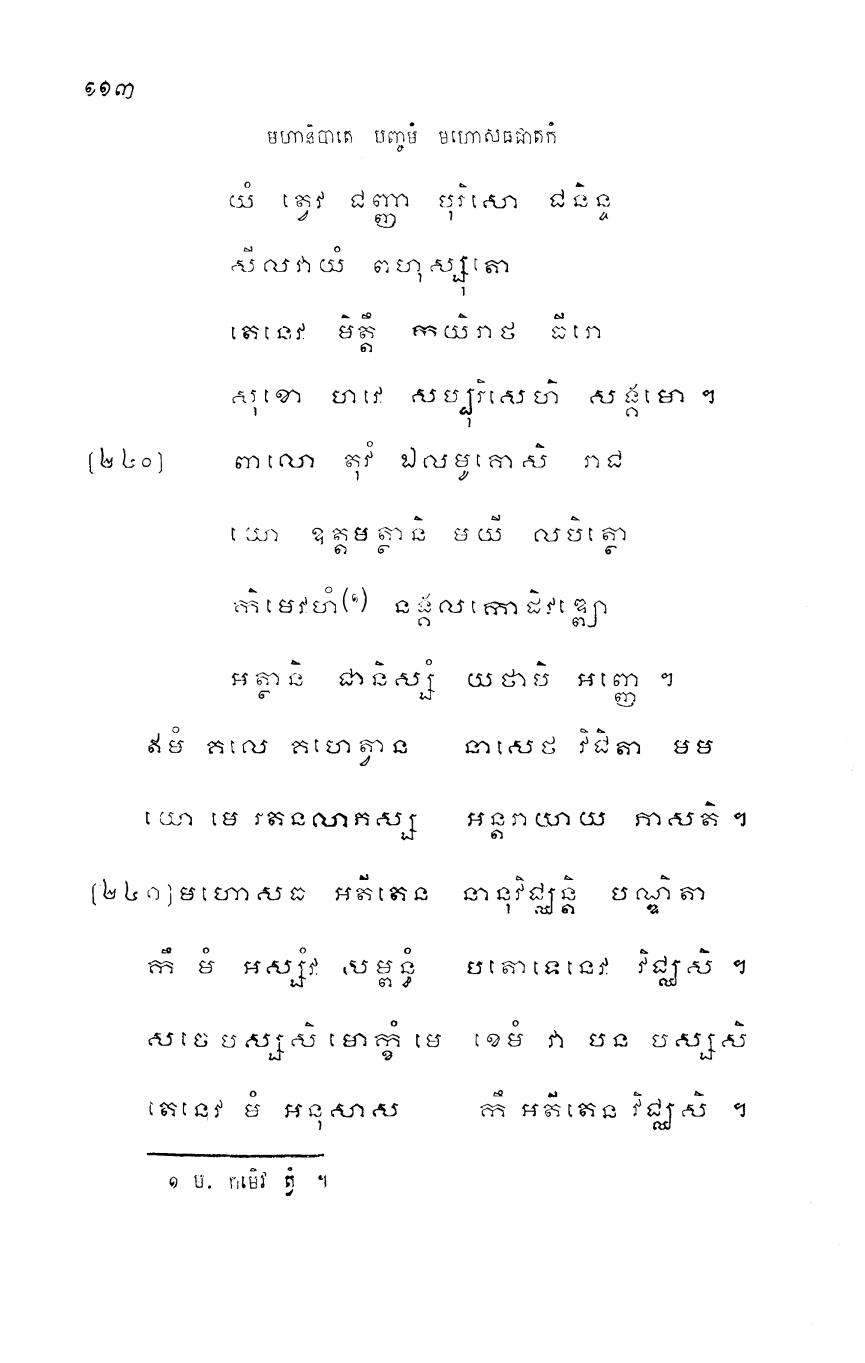 ១១៣
មហានិបាតេ បញ្ចមំ មហោសធជាតកំ
យំ ត្វេវ ជញ្ញា បុរិសោ ជនិន្ទ
សីលវាយំ ពហុស្សុតោ
តេនេវ មិត្តឹ កយិរាថ ធីរោ
សុខោ ហវេ សប្បុរិសេហិ សង្គមោ ។
(២៤០) ពាលោ តុវំ ឯលមូគោសិ រាជ
យោ ឧត្តមត្ថានិ មយី លបិត្ថោ
កិមេវហំ(១) នង្គលកោដិវឌ្ឍោ
អត្ថានិ ជានិស្សំ យថាបិ អញ្ញេ ។
ឥមំ គលេ គហេត្វាន នាសេថ វិជិតា មម
យោ មេ រតនលាភស្ស អន្តរាយាយ ភាសតិ ។
(២៤១) មហោសធ អតីតេន នានុវិជ្ឈន្តិ បណ្ឌិតា
កឹ មំ អស្សំវ សម្ពន្ធំ បតោទេនេវ វិជ្ឈសិ ។
សចេ បស្សសិ មោក្ខំ មេ ខេមំ វា បន បស្សសិ
តេនេវ មំ អនុសាស កឹ អតីតេន វិជ្ឈសិ ។
១ ប. កិមេវ ត្វំ ។